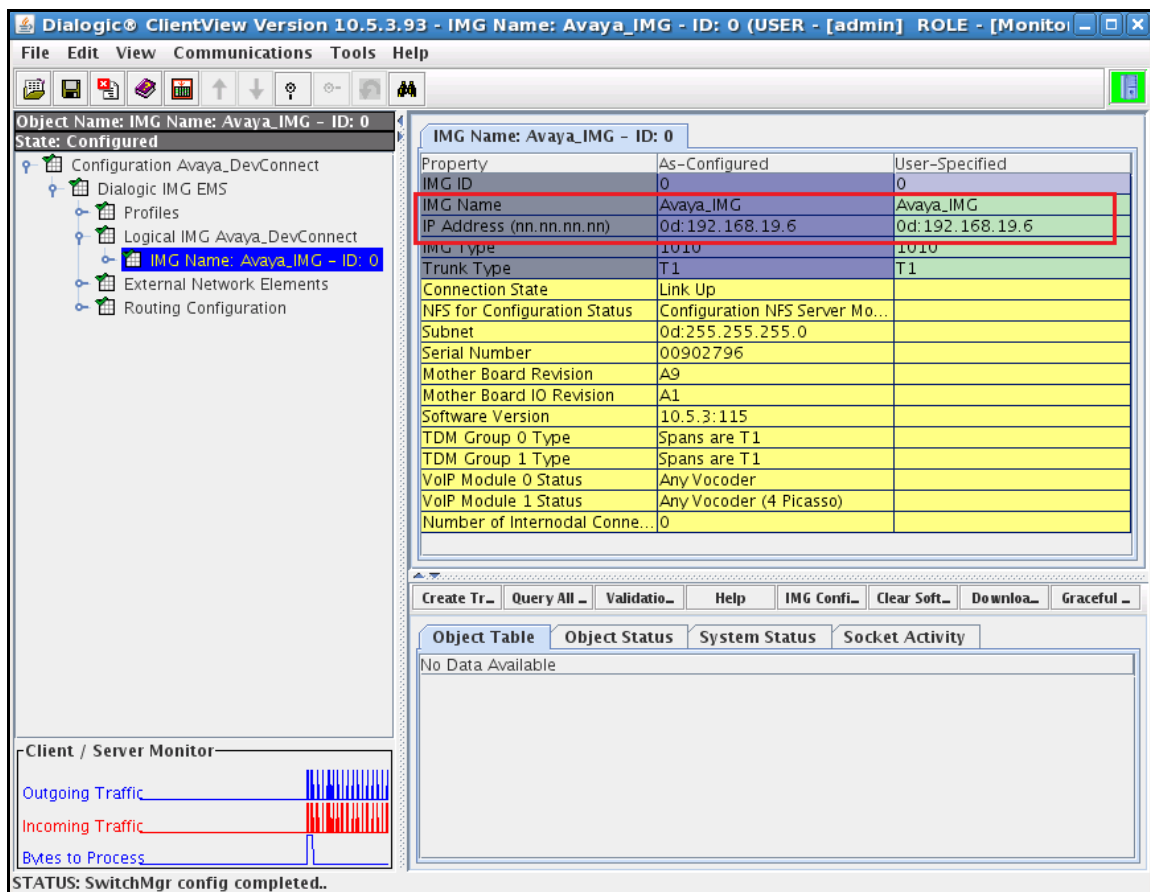 Dialogic® ClientView Version 10.5.3.93 - IMG Name: Avaya_IMG - ID: 0 (USER - [admin] ROLE - [Monitor
File Edit View Communications Tools Help
Object Name: IMG Name: Avaya_IMG - ID: 0
State: Configured
Configuration Avaya_DevConnect
Dialogic IMG EMS
Profiles
Logical IMG Avaya_DevConnect
IMG Name: Avaya_IMG - ID: 0
External Network Elements
Routing Configuration
Client / Server Monitor
Outgoing Traffic
Incoming Traffic
Bytes to Process
IMG Name: Avaya_IMG - ID: 0
Property As-Configured User-Specified
IMG ID 0 0
IMG Name Avaya_IMG Avaya_IMG
IP Address (nn.nn.nn.nn) 0d:192.168.19.6 0d:192.168.19.6
IMG Type 1010 1010
Trunk Type T1 T1
Connection State Link Up
NFS for Configuration Status Configuration NFS Server Mo...
Subnet 0d:255.255.255.0
Serial Number 00902796
Mother Board Revision A9
Mother Board IO Revision A1
Software Version 10.5.3:115
TDM Group 0 Type Spans are T1
TDM Group 1 Type Spans are T1
VoIP Module 0 Status Any Vocoder
VoIP Module 1 Status Any Vocoder (4 Picasso)
Number of Internodal Conne... 0
Create Tr... Query All ... Validatio... Help IMG Confi... Clear Soft... Downloa... Graceful ...
Object Table Object Status System Status Socket Activity
No Data Available
STATUS: SwitchMgr config completed..